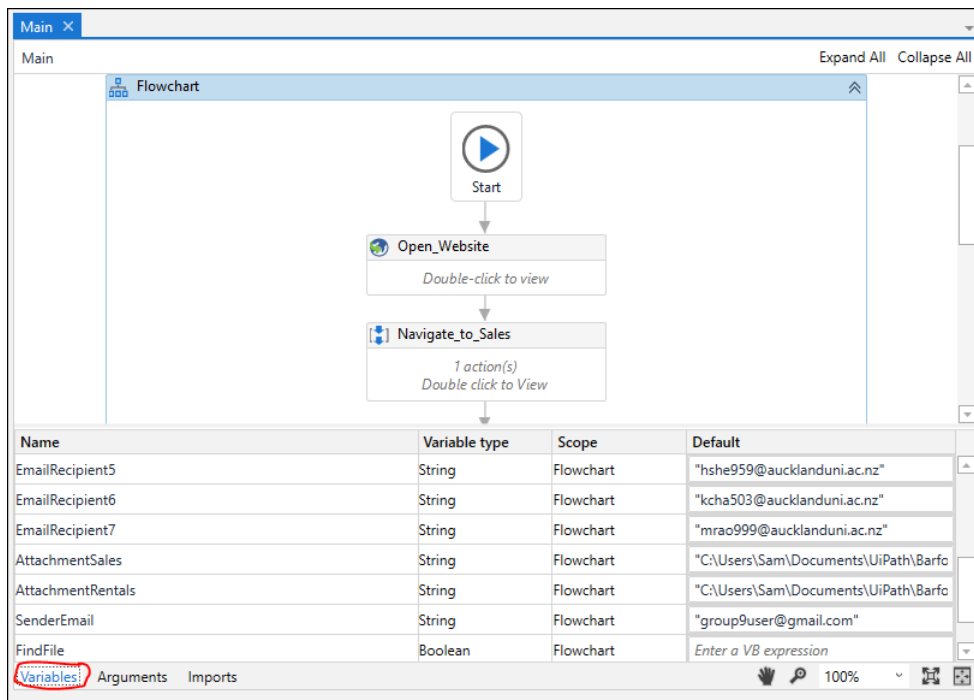 Main
Main Expand All Collapse All
Flowchart
Start
Open_Website
Double-click to view
Navigate_to_Sales
1 action(s)
Double click to View
Name Variable type Scope Default
EmailRecipient5 String Flowchart "hshe959@aucklanduni.ac.nz"
EmailRecipient6 String Flowchart "kcha503@aucklanduni.ac.nz"
EmailRecipient7 String Flowchart "mrao999@aucklanduni.ac.nz"
AttachmentSales String Flowchart "C:\Users\Sam\Documents\UiPath\Barfo
AttachmentRentals String Flowchart "C:\Users\Sam\Documents\UiPath\Barfo
SenderEmail String Flowchart "group9user@gmail.com"
FindFile Boolean Flowchart Enter a VB expression
Variables Arguments Imports 100%